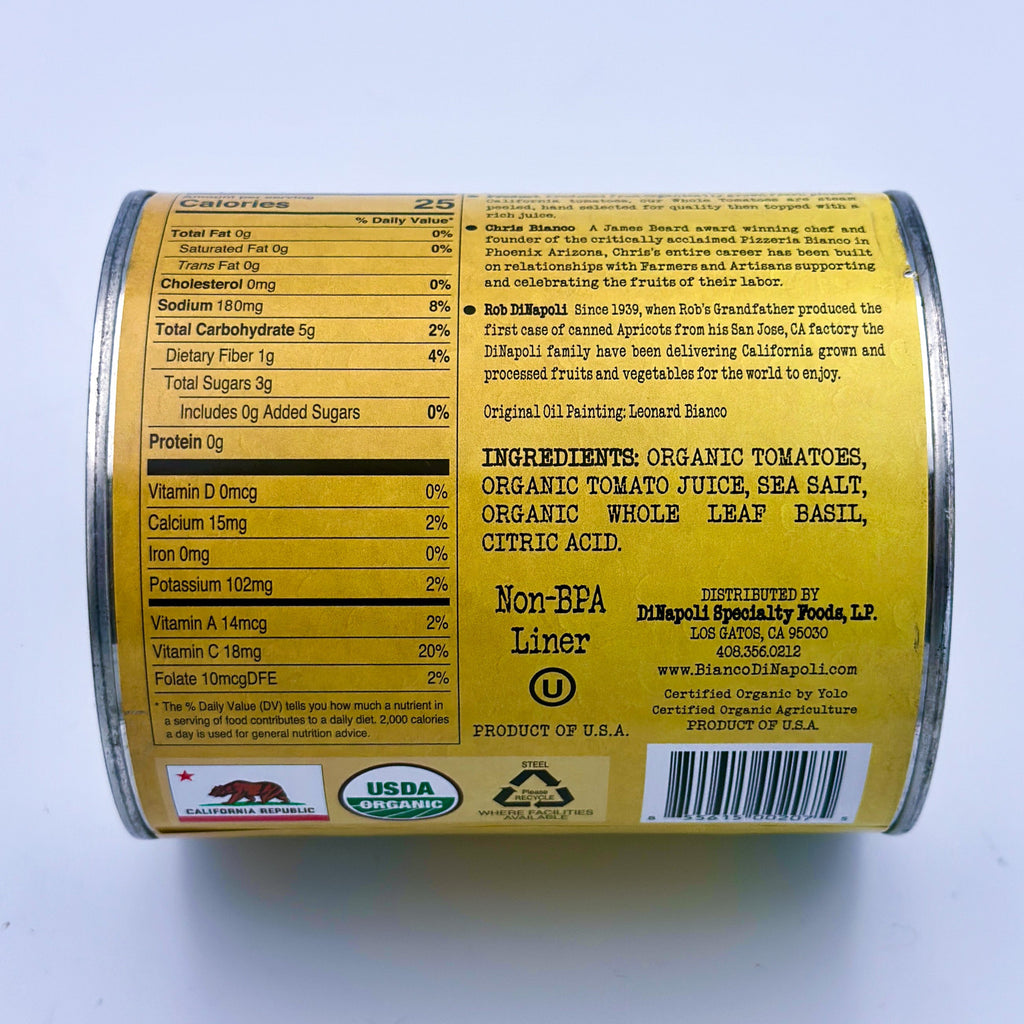 Amount per serving
Calories 25
% Daily Value*
Total Fat 0g 0%
Saturated Fat 0g 0%
Trans Fat 0g
Cholesterol 0mg 0%
Sodium 180mg 8%
Total Carbohydrate 5g 2%
Dietary Fiber 1g 4%
Total Sugars 3g
Includes 0g Added Sugars 0%
Protein 0g
Vitamin D 0mcg 0%
Calcium 15mg 2%
Iron 0mg 0%
Potassium 102mg 2%
Vitamin A 14mcg 2%
Vitamin C 18mg 20%
Folate 10mcgDFE 2%
* The % Daily Value (DV) tells you how much a nutrient in
a serving of food contributes to a daily diet. 2,000 calories
a day is used for general nutrition advice.
California tomatoes, our Whole Tomatoes are steam
peeled, hand selected for quality then topped with a
rich juice.
● Chris Bianco A James Beard award winning chef and
founder of the critically acclaimed Pizzeria Bianco in
Phoenix Arizona, Chris's entire career has been built
on relationships with Farmers and Artisans supporting
and celebrating the fruits of their labor.
● Rob DiNapoli Since 1939, when Rob's Grandfather produced the
first case of canned Apricots from his San Jose, CA factory the
DiNapoli family have been delivering California grown and
processed fruits and vegetables for the world to enjoy.
Original Oil Painting: Leonard Bianco
INGREDIENTS: ORGANIC TOMATOES,
ORGANIC TOMATO JUICE, SEA SALT,
ORGANIC WHOLE LEAF BASIL,
CITRIC ACID.
Non-BPA
Liner
U
PRODUCT OF U.S.A.
DISTRIBUTED BY
DiNapoli Specialty Foods, L.P.
LOS GATOS, CA 95030
408.356.0212
www.BiancoDiNapoli.com
Certified Organic by Yolo
Certified Organic Agriculture
PRODUCT OF U.S.A.
CALIFORNIA REPUBLIC
USDA
ORGANIC
STEEL
Please
RECYCLE
WHERE FACILITIES
AVAILABLE